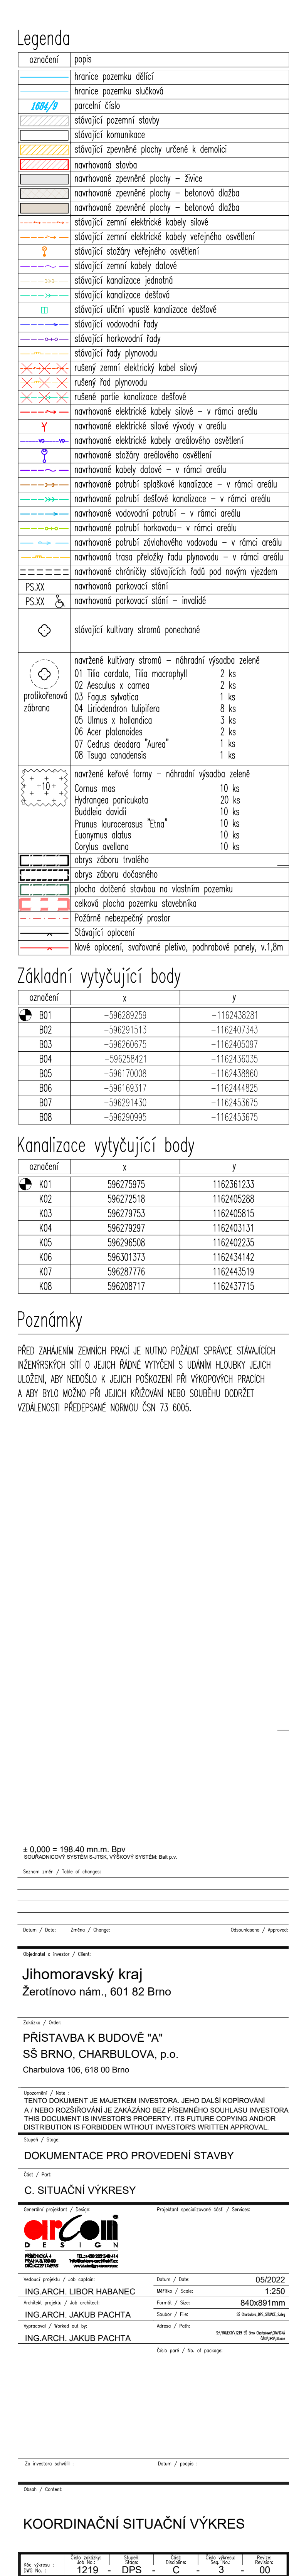 Legenda
označení popis
hranice pozemku dělící
hranice pozemku slučková
1684/9 parcelní číslo
stávající pozemní stavby
stávající komunikace
stávající zpevněné plochy určené k demolici
navrhovaná stavba
navrhované zpevněné plochy – živice
navrhované zpevněné plochy – betonová dlažba
navrhované zpevněné plochy – betonová dlažba
stávající zemní elektrické kabely silové
stávající zemní elektrické kabely veřejného osvětlení
stávající stožáry veřejného osvětlení
stávající zemní kabely datové
stávající kanalizace jednotná
stávající kanalizace dešťová
stávající uliční vpustě kanalizace dešťové
stávající vodovodní řady
stávající horkovodní řady
stávající řady plynovodu
rušený zemní elektrický kabel silový
rušený řad plynovodu
rušené partie kanalizace dešťové
navrhované elektrické kabely silové – v rámci areálu
navrhované elektrické silové vývody v areálu
navrhované elektrické kabely areálového osvětlení
navrhované stožáry areálového osvětlení
navrhované kabely datové – v rámci areálu
navrhované potrubí splaškové kanalizace – v rámci areálu
navrhované potrubí dešťové kanalizace – v rámci areálu
navrhované vodovodní potrubí – v rámci areálu
navrhované potrubí horkovodu– v rámci areálu
navrhované potrubí závlahového vodovodu – v rámci areálu
navrhovaná trasa přeložky řadu plynovodu – v rámci areálu
navrhované chráničky stávajících řadů pod novým vjezdem
PS.XX navrhovaná parkovací stání
PS.XX navrhovaná parkovací stání – invalidé
stávající kultivary stromů ponechané
navržené kultivary stromů – náhradní výsadba zeleně
01 Tilia cardata, Tilia macrophyll 2 ks
02 Aesculus x carnea 2 ks
03 Fagus sylvatica 1 ks
04 Liriodendron tulipifera 8 ks
05 Ulmus x hollandica 3 ks
06 Acer platanoides 2 ks
07 Cedrus deodara "Aurea" 1 ks
08 Tsuga canadensis 1 ks
protikořenová
zábrana
navržené keřové formy – náhradní výsadba zeleně
10
Cornus mas 10 ks
Hydrangea paniculata 20 ks
Buddleia davidii 10 ks
Prunus laurocerasus "Etna" 10 ks
Euonymus alatus 10 ks
Corylus avellana 10 ks
obrys záboru trvalého
obrys záboru dočasného
plocha dotčená stavbou na vlastním pozemku
celková plocha pozemku stavebníka
Požárně nebezpečný prostor
Stávající oplocení
Nové oplocení, svařované pletivo, podhrabové panely, v.1,8m
Základní vytyčující body
označení x y
B01 –596289259 –1162438281
B02 –596291513 –1162407343
B03 –596260675 –1162405097
B04 –596258421 –1162436035
B05 –596170008 –1162438860
B06 –596169317 –1162444825
B07 –596291430 –1162453675
B08 –596290995 –1162453675
Kanalizace vytyčující body
označení x y
K01 596275975 1162361233
K02 596272518 1162405288
K03 596279753 1162405815
K04 596279297 1162403131
K05 596296508 1162402235
K06 596301373 1162434142
K07 596287776 1162443519
K08 596208717 1162437715
Poznámky
PŘED ZAHÁJENÍM ZEMNÍCH PRACÍ JE NUTNO POŽÁDAT SPRÁVCE STÁVAJÍCÍCH
INŽENÝRSKÝCH SÍTÍ O JEJICH ŘÁDNÉ VYTYČENÍ S UDÁNÍM HLOUBKY JEJICH
ULOŽENÍ, ABY NEDOŠLO K JEJICH POŠKOZENÍ PŘI VÝKOPOVÝCH PRACÍCH
A ABY BYLO MOŽNO PŘI JEJICH KŘIŽOVÁNÍ NEBO SOUBĚHU DODRŽET
VZDÁLENOSTI PŘEDEPSANÉ NORMOU ČSN 73 6005.
± 0,000 = 198.40 mn.m. Bpv
SOUŘADNICOVÝ SYSTÉM S-JTSK, VÝŠKOVÝ SYSTÉM: Balt p.v.
Seznam změn / Table of changes:
Datum / Date: Změna / Change: Odsouhlaseno / Approved:
Objednatel a investor / Client:
Jihomoravský kraj
Žerotínovo nám., 601 82 Brno
Zakázka / Order:
PŘÍSTAVBA K BUDOVĚ "A"
SŠ BRNO, CHARBULOVA, p.o.
Charbulova 106, 618 00 Brno
Upozornění / Note :
TENTO DOKUMENT JE MAJETKEM INVESTORA. JEHO DALŠÍ KOPÍROVÁNÍ
A / NEBO ROZŠIŘOVÁNÍ JE ZAKÁZÁNO BEZ PÍSEMNÉHO SOUHLASU INVESTORA
THIS DOCUMENT IS INVESTOR'S PROPERTY. ITS FUTURE COPYING AND/OR
DISTRIBUTION IS FORBIDDEN WTHOUT INVESTOR'S WRITTEN APPROVAL.
Stupeň / Stage:
DOKUMENTACE PRO PROVEDENÍ STAVBY
Část / Part:
C. SITUAČNÍ VÝKRESY
Generální projektant / Design: Projektant specializované části / Services:
arcom
DESIGN
Vedoucí projektu / Job captain: Datum / Date: 05/2022
ING.ARCH. LIBOR HABANEC Měřítko / Scale: 1:250
Architekt projektu / Job architect: Formát / Size: 840x891mm
ING.ARCH. JAKUB PACHTA Soubor / File:
Vypracoval / Worked out by: Adresa / Path:
ING.ARCH. JAKUB PACHTA
Číslo paré / No. of package:
Za investora schválil : Datum / podpis :
Obsah / Content:
KOORDINAČNÍ SITUAČNÍ VÝKRES
Kód výkresu : Číslo zakázky: Stupeň: Část: Číslo výkresu: Revize:
DWG No. : Job No.: Stage: Discipline: Seq. No.: Revision:
1219 - DPS - C - 3 - 00